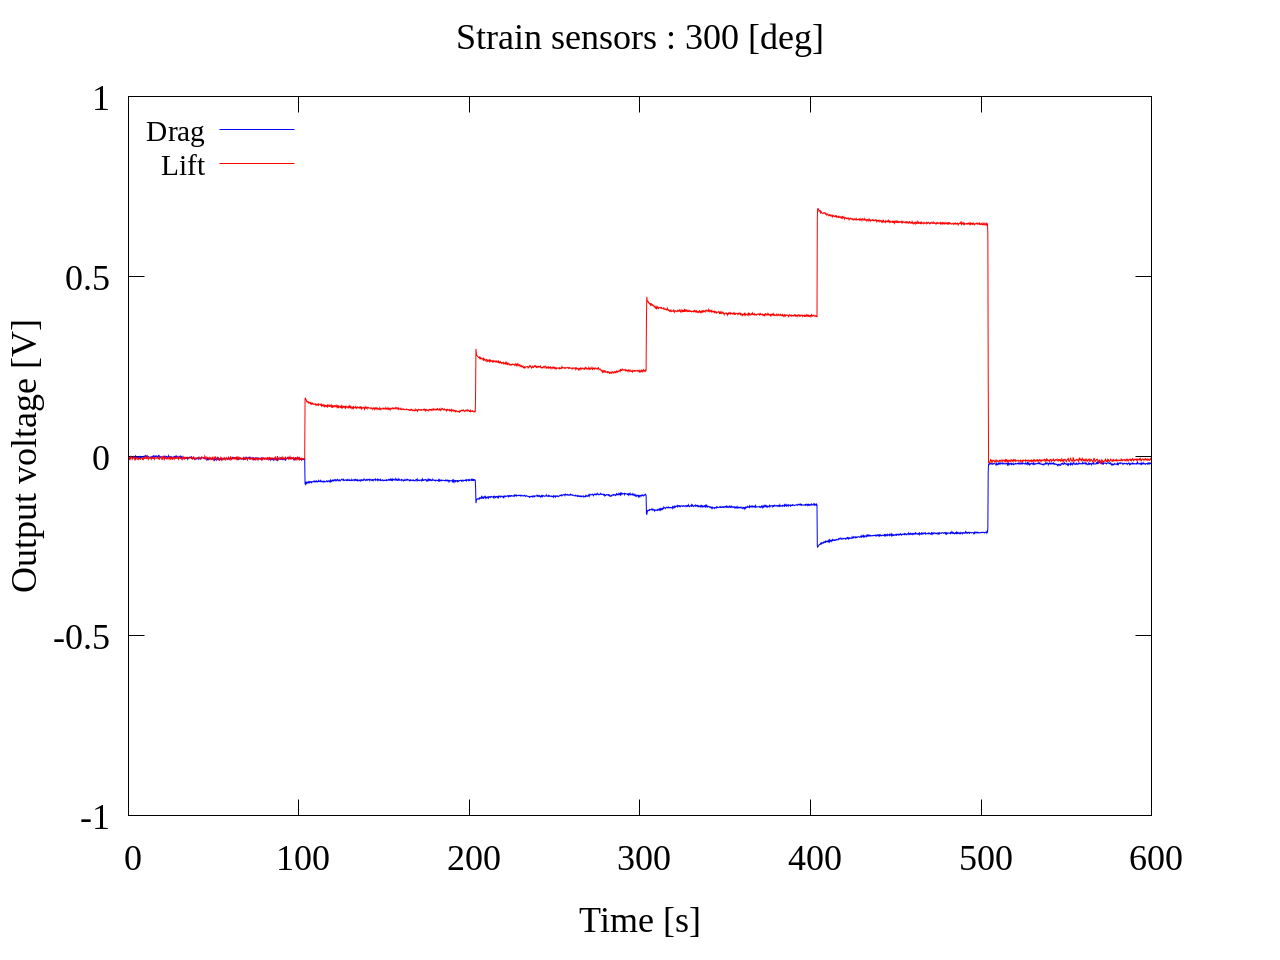 Strain sensors : 300 [deg]
Drag
Lift
1
0.5
0
-0.5
-1
Output voltage [V]
0 100 200 300 400 500 600
Time [s]